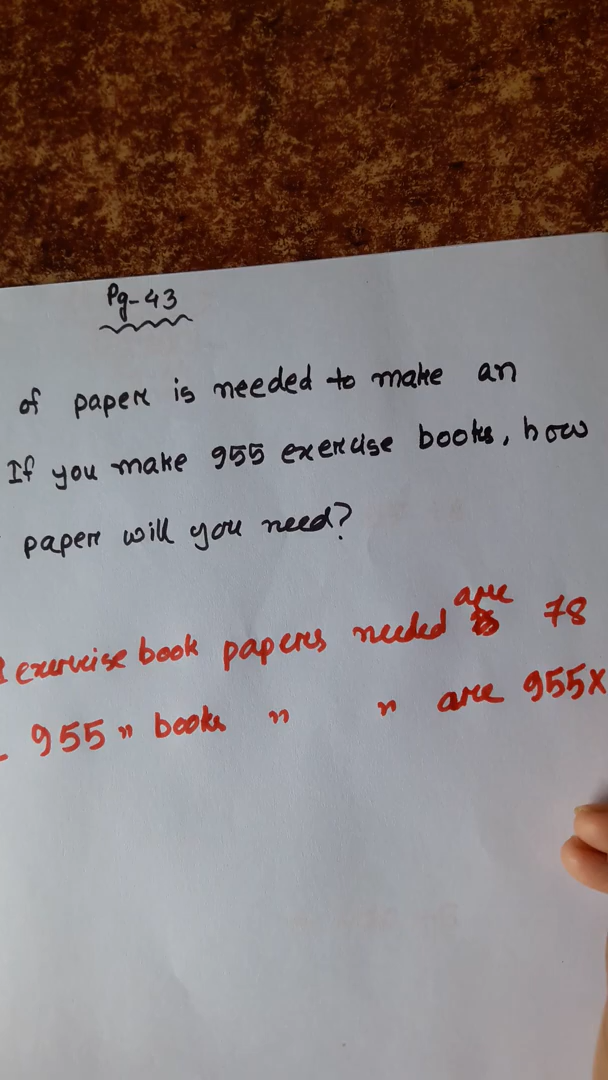 Pg-43
of paper is needed to make an
If you make 955 exercise books, how
paper will you need?
exercise book papers needed are 78
955 " books " " are 955x